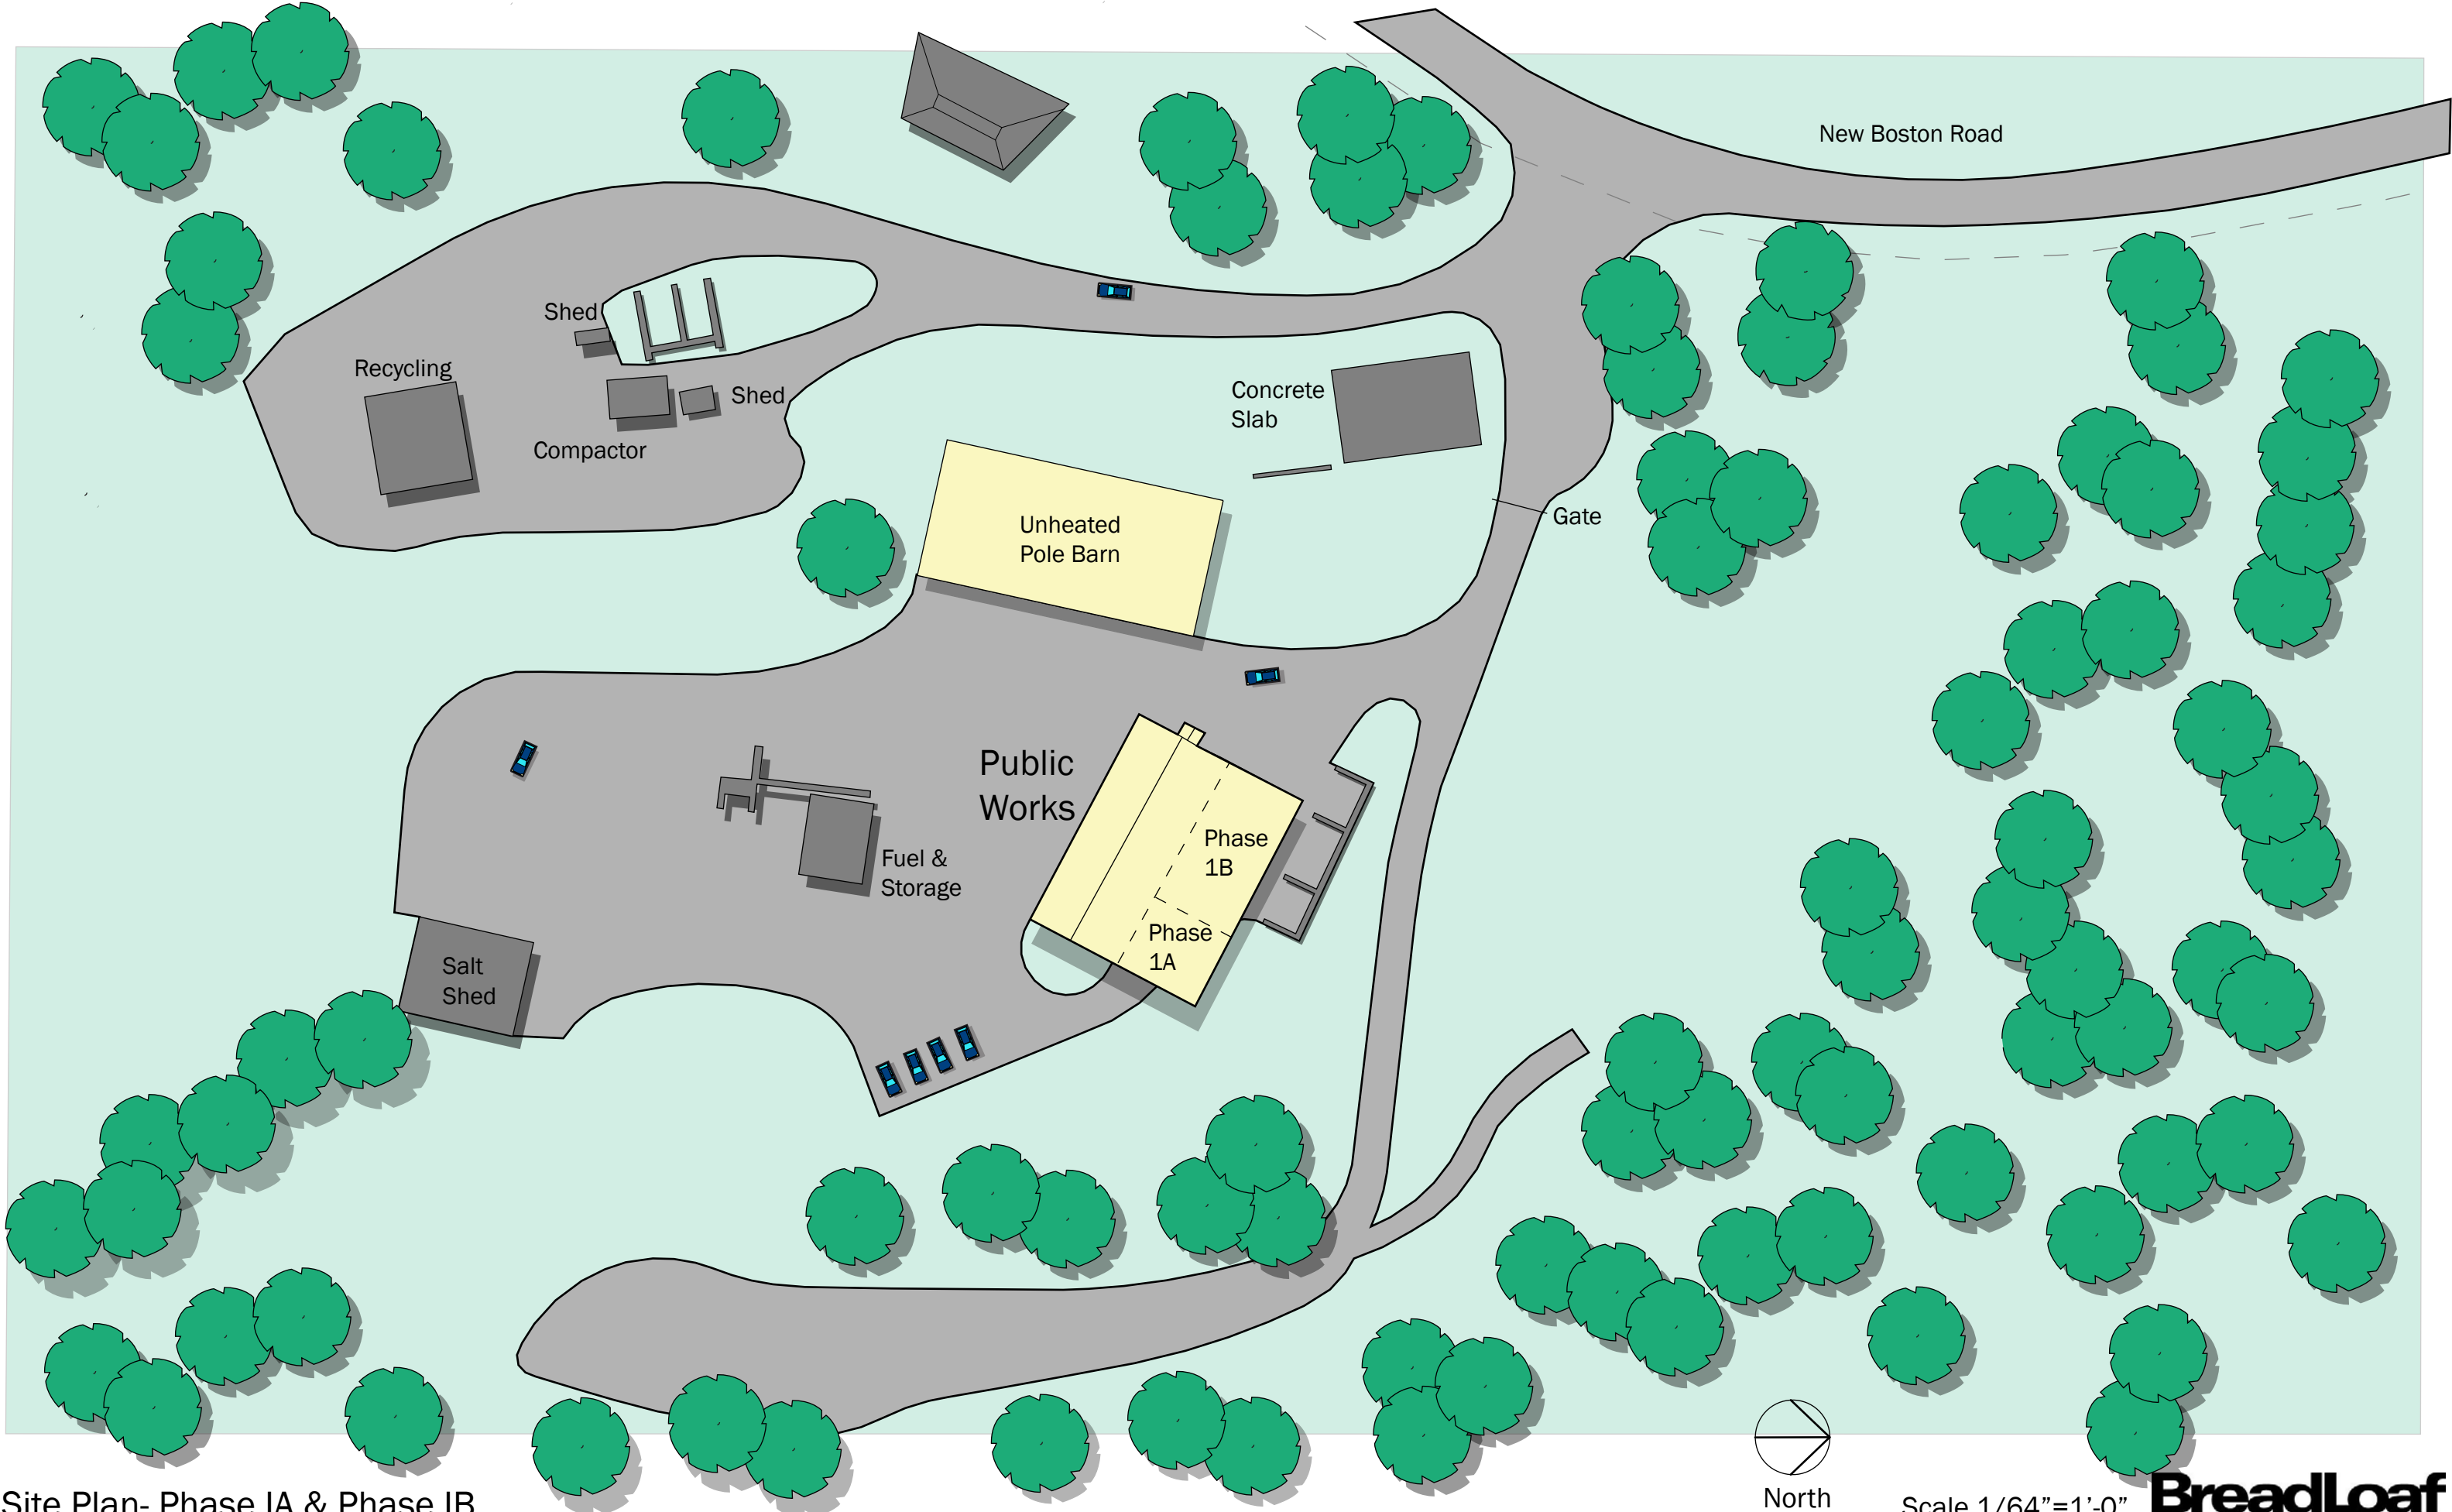 New Boston Road
Shed
Recycling
Shed
Compactor
Concrete
Slab
Unheated
Pole Barn
Gate
Public
Works
Phase
1B
Fuel &
Storage
Phase
1A
Salt
Shed
North
Site Plan- Phase IA & Phase IB
Scale 1/64"=1'-0"
BreadLoaf